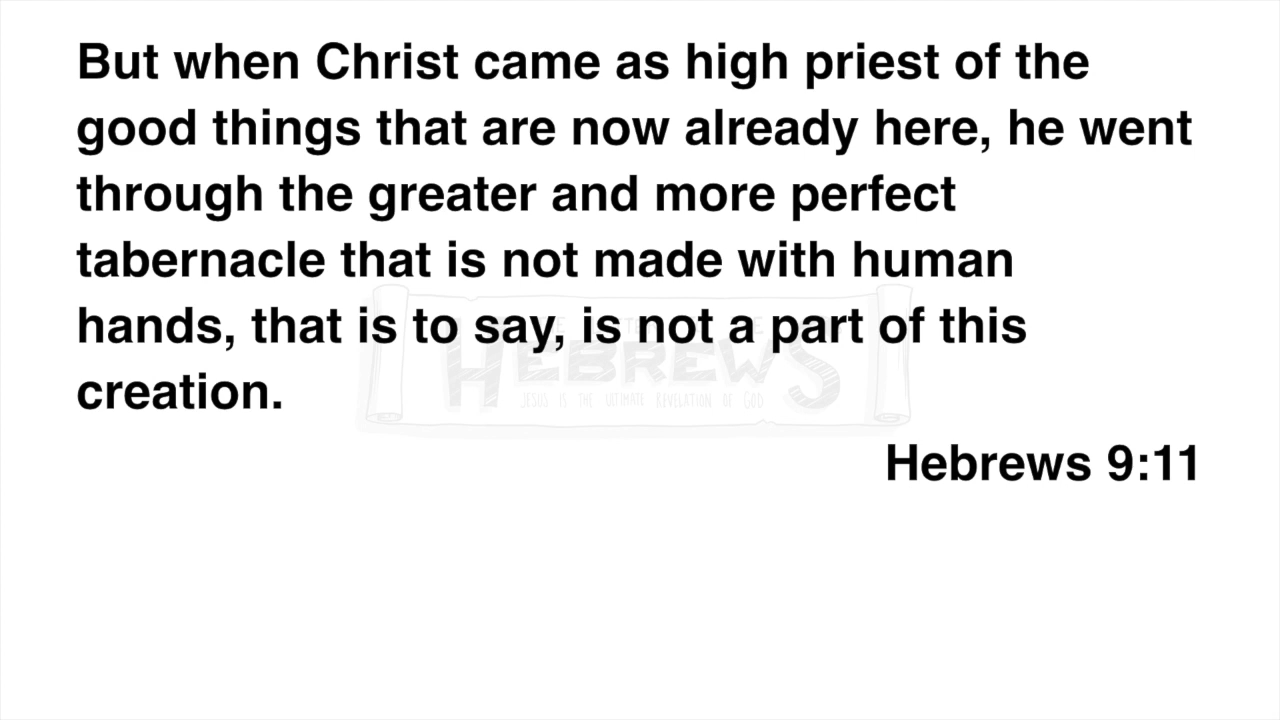 But when Christ came as high priest of the
good things that are now already here, he went
through the greater and more perfect
tabernacle that is not made with human
hands, that is to say, is not a part of this
creation.
HEBREWS
JESUS IS THE ULTIMATE REVELATION OF GOD
Hebrews 9:11